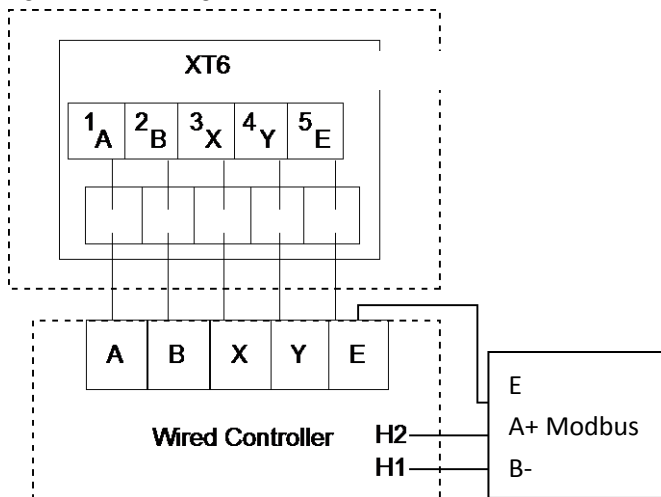 XT6
1A 2B 3X 4Y 5E
A B X Y E
E
Wired Controller H2 A+ Modbus
H1 B-